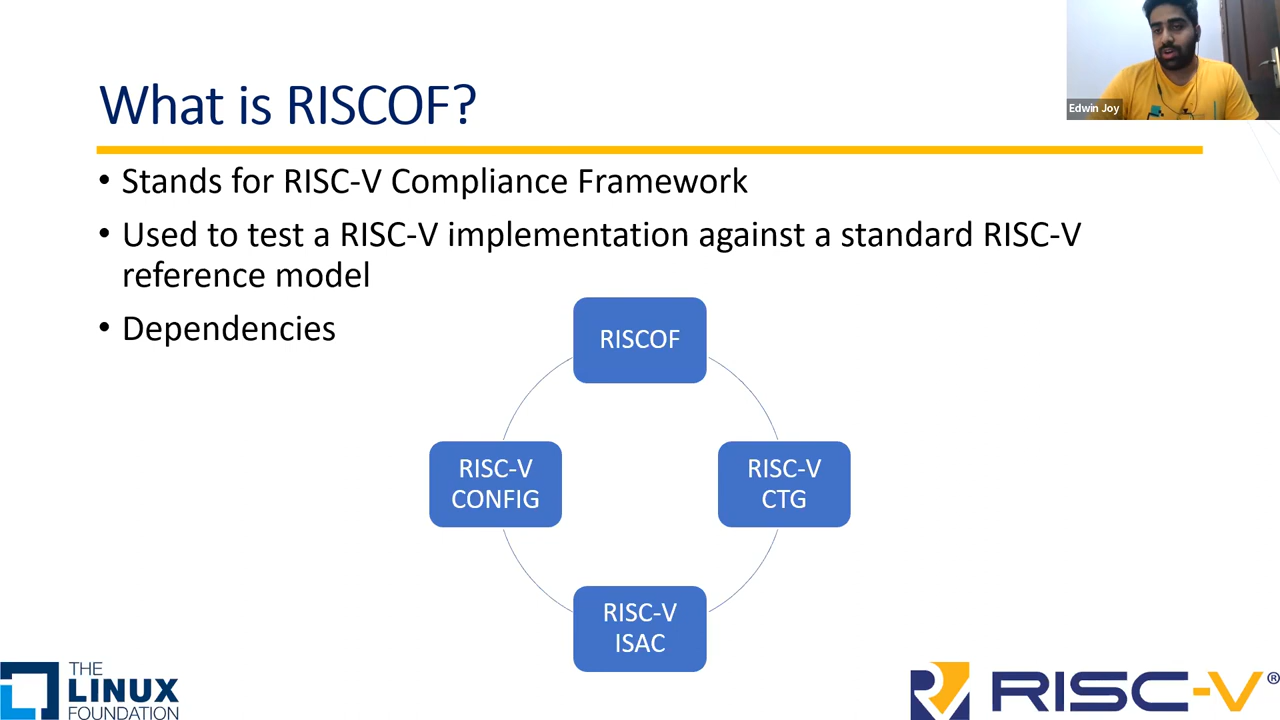 Edwin Joy
What is RISCOF?
• Stands for RISC-V Compliance Framework
• Used to test a RISC-V implementation against a standard RISC-V
reference model
• Dependencies
RISCOF
RISC-V
CONFIG
RISC-V
CTG
RISC-V
ISAC
THE
LINUX
FOUNDATION
RISC-V®